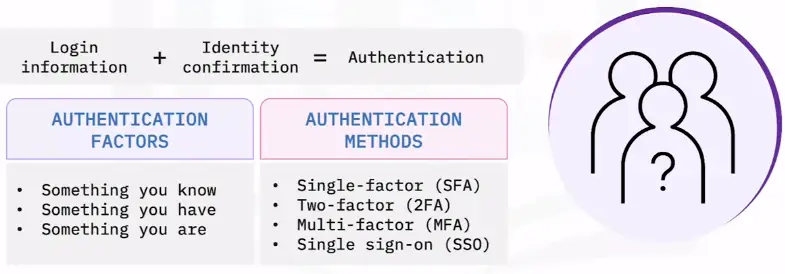 Login information + Identity confirmation = Authentication
AUTHENTICATION FACTORS
• Something you know
• Something you have
• Something you are
AUTHENTICATION METHODS
• Single-factor (SFA)
• Two-factor (2FA)
• Multi-factor (MFA)
• Single sign-on (SSO)
?